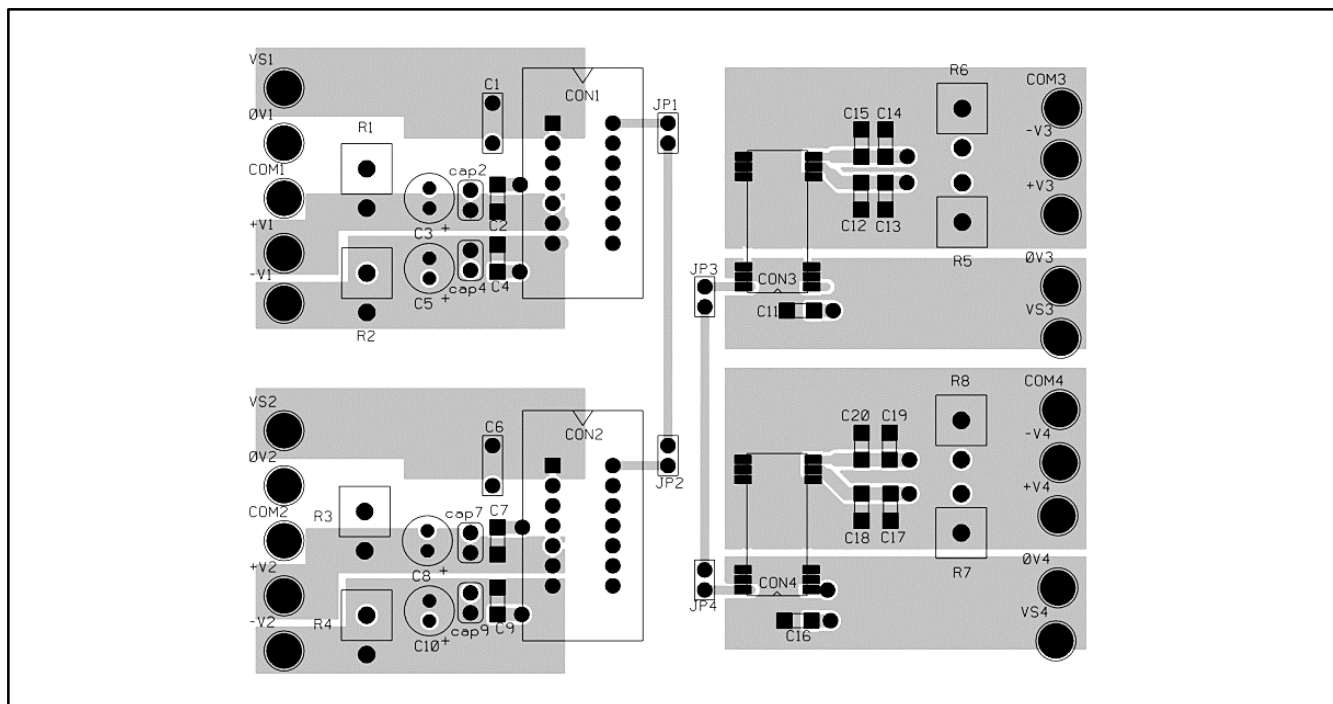 VS1
C1
CON1
JP1
ØV1
R1
COM1
cap2
C2
C3
+
+V1
-V1
cap4
C4
C5
+
R2
R6
COM3
C15
C14
-V3
+V3
C12
C13
R5
JP3
CON3
ØV3
C11
VS3
VS2
C6
CON2
JP2
ØV2
R3
COM2
cap7
C7
C8
+
+V2
-V2
R4
cap9
C9
C10
+
R8
COM4
C20
C19
-V4
+V4
C18
C17
R7
JP4
CON4
ØV4
VS4
C16